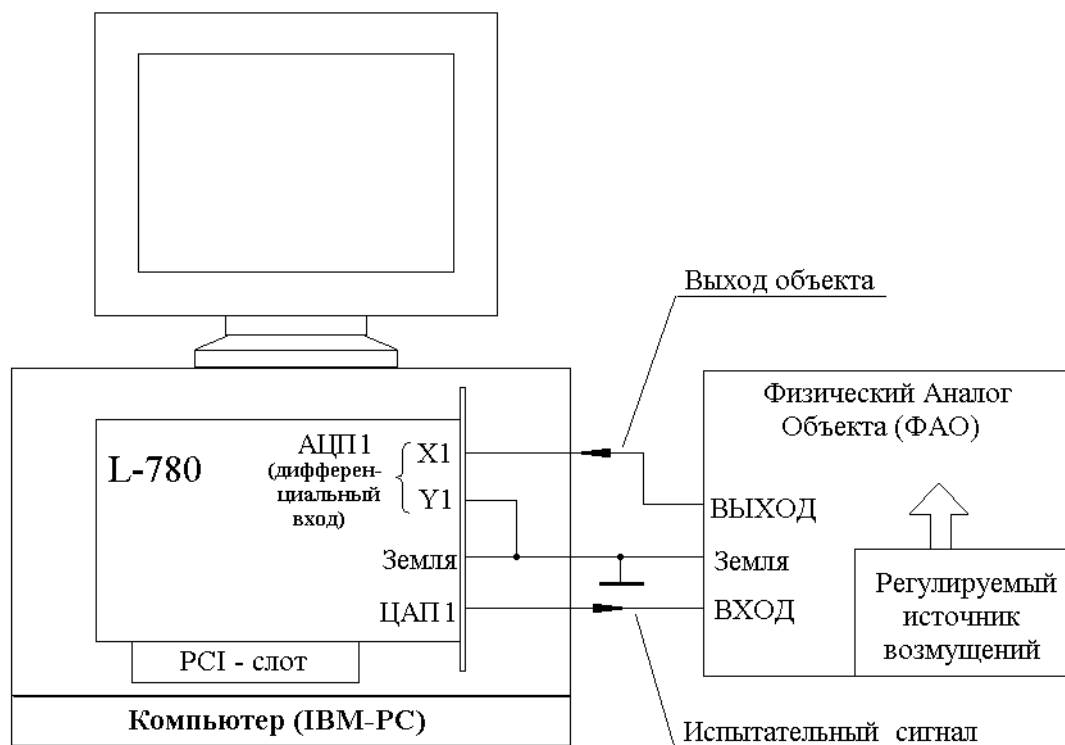 Выход объекта
Физический Аналог
Объекта (ФАО)
L-780
АЦП1
(дифферен-
циальный
вход)
X1
Y1
Земля
ЦАП1
PCI - слот
Компьютер (IBM-PC)
ВЫХОД
Земля
ВХОД
Регулируемый
источник
возмущений
Испытательный сигнал